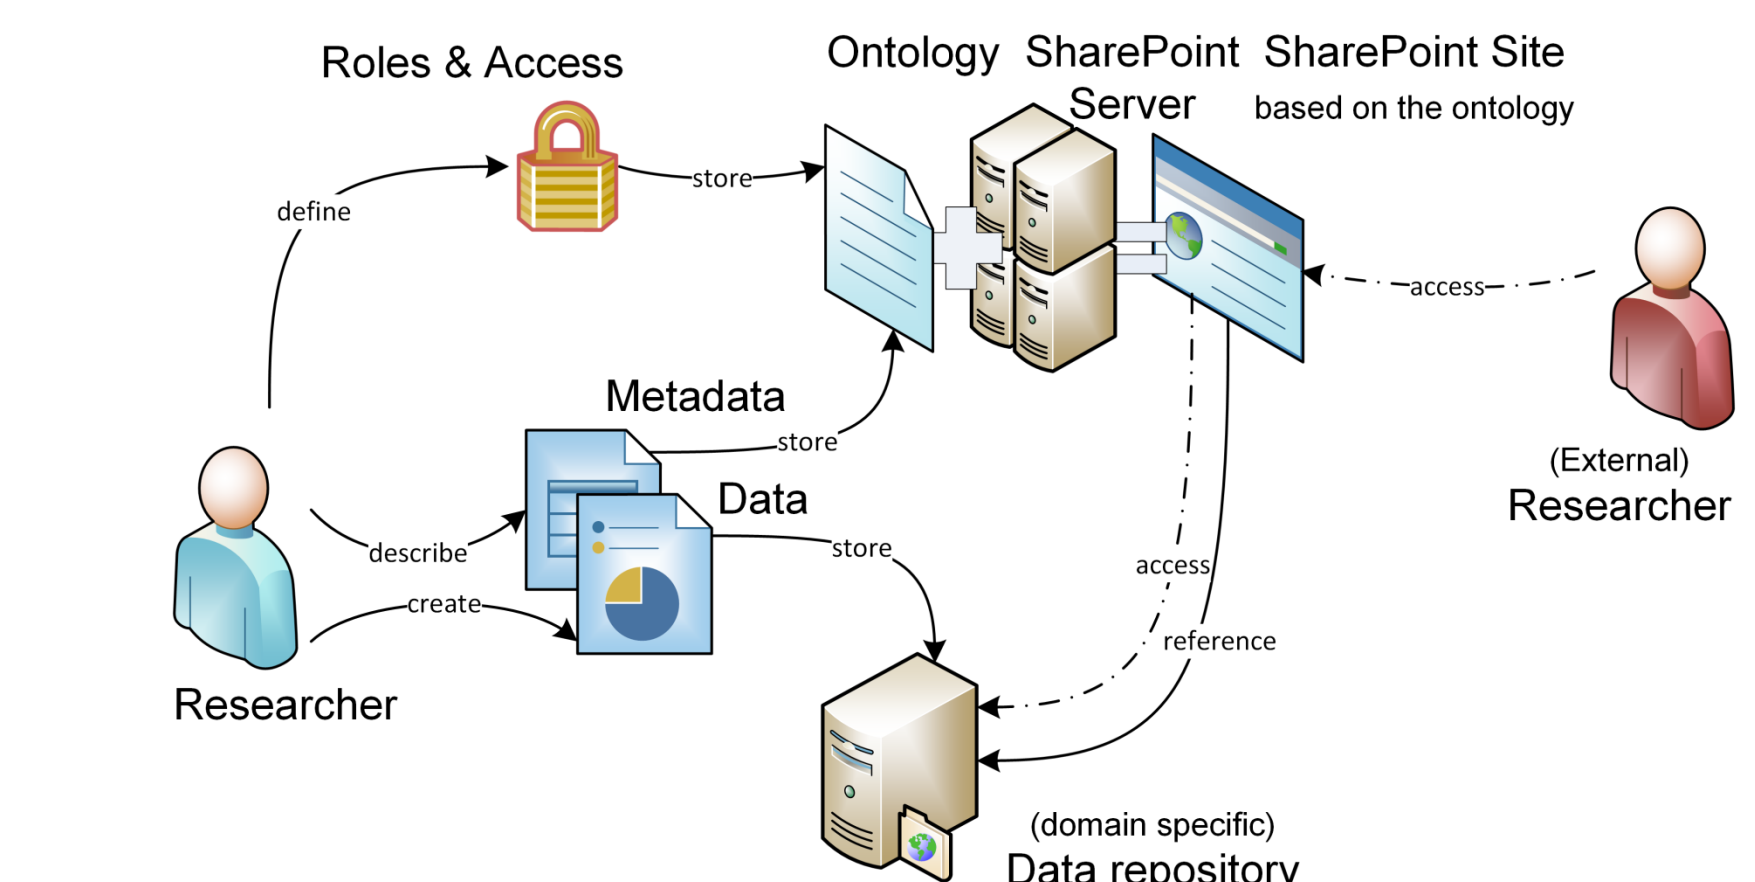 Roles & Access
Ontology
SharePoint
Server
SharePoint Site
based on the ontology
store
define
access
Metadata
store
(External)
Researcher
Data
describe
store
create
access
reference
Researcher
(domain specific)
Data repository